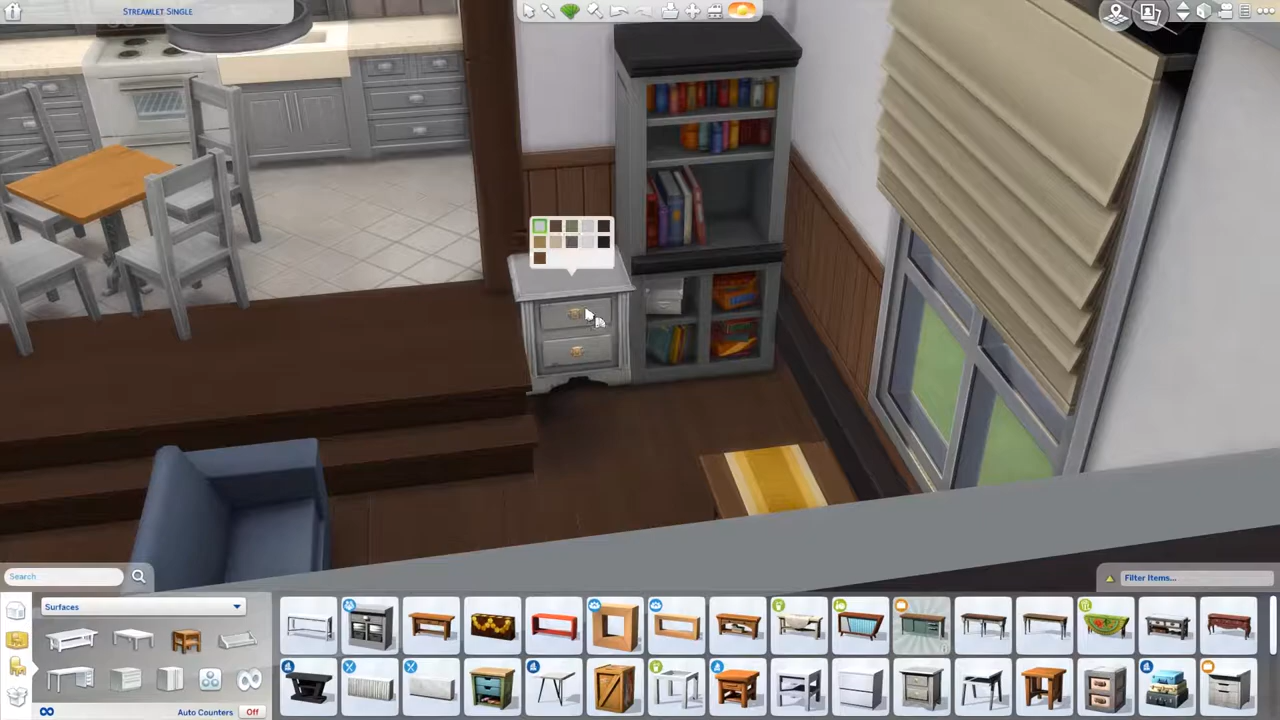 STREAMLET SINGLE
Search
Filter Items...
Surfaces
Auto Counters Off